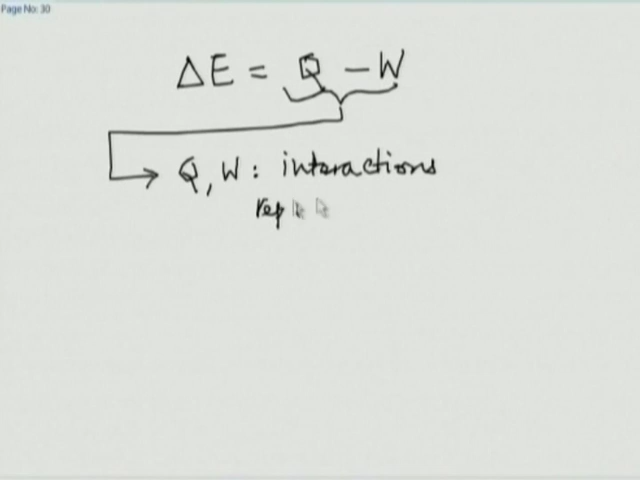 Page No: 30
ΔE = Q – W
Q, W : interactions
rep